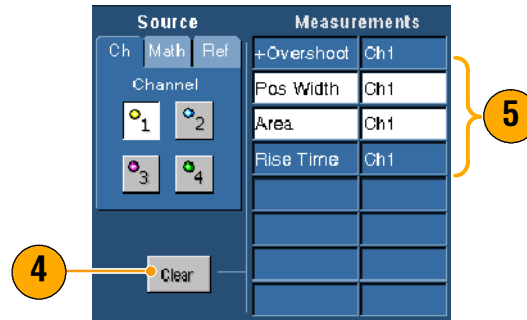 Source
Measurements
Ch Math Ref
+Overshoot Ch1
Channel
Pos Width Ch1
1 2
Area Ch1
5
3 4
Rise Time Ch1
4
Clear